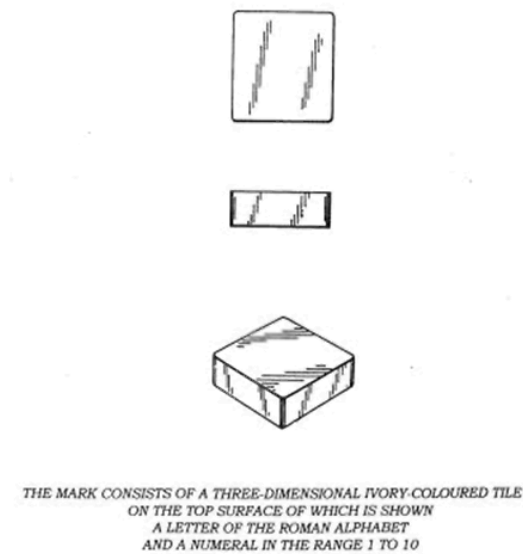 THE MARK CONSISTS OF A THREE-DIMENSIONAL IVORY-COLOURED TILE
ON THE TOP SURFACE OF WHICH IS SHOWN
A LETTER OF THE ROMAN ALPHABET
AND A NUMERAL IN THE RANGE 1 TO 10